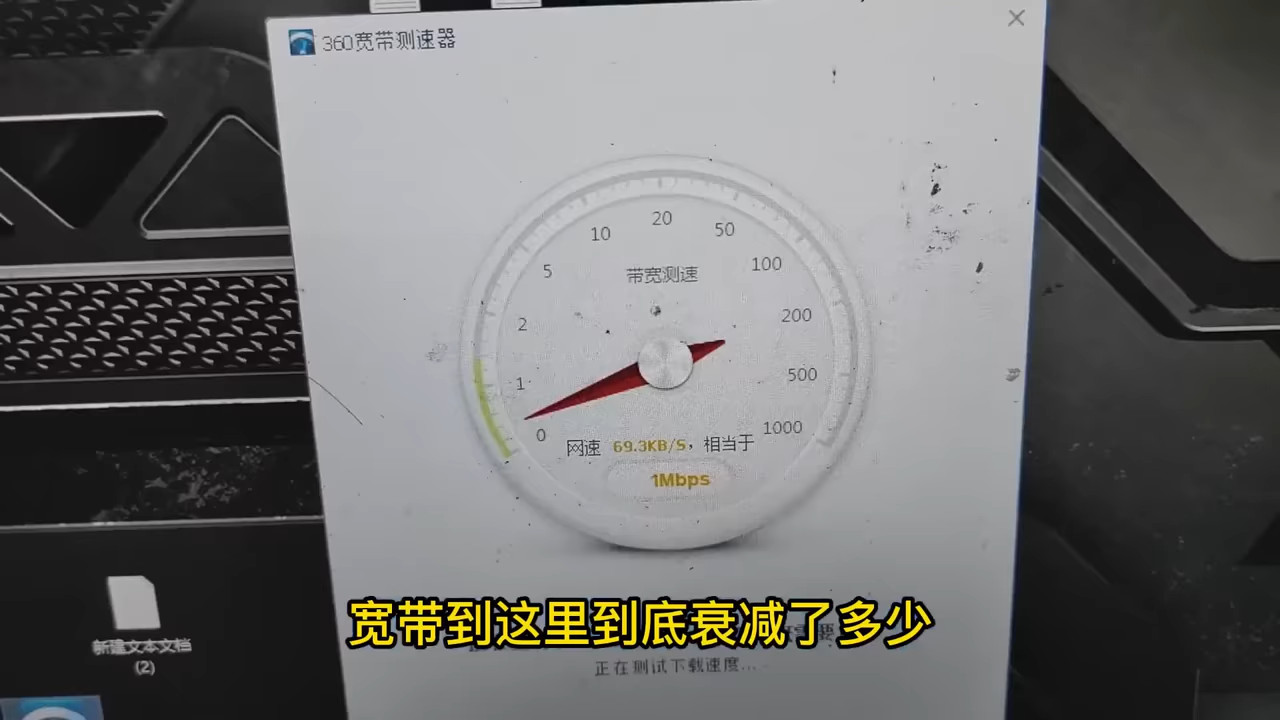 360宽带测速器
20
10
50
5
100
带宽测速
2
200
1
500
0
1000
网速 69.3KB/S，相当于
1Mbps
新建文本文档
(2)
宽带到这里到底衰减了多少
正在测试下载速度...